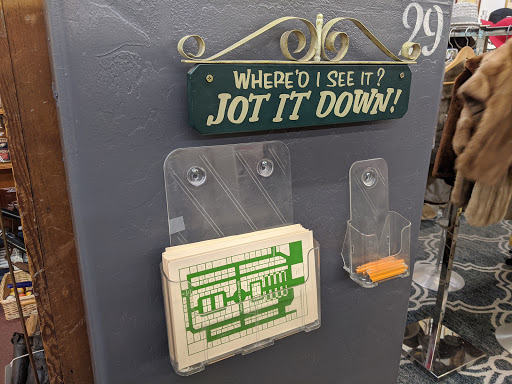 29
WHERE'D I SEE IT?
JOT IT DOWN!